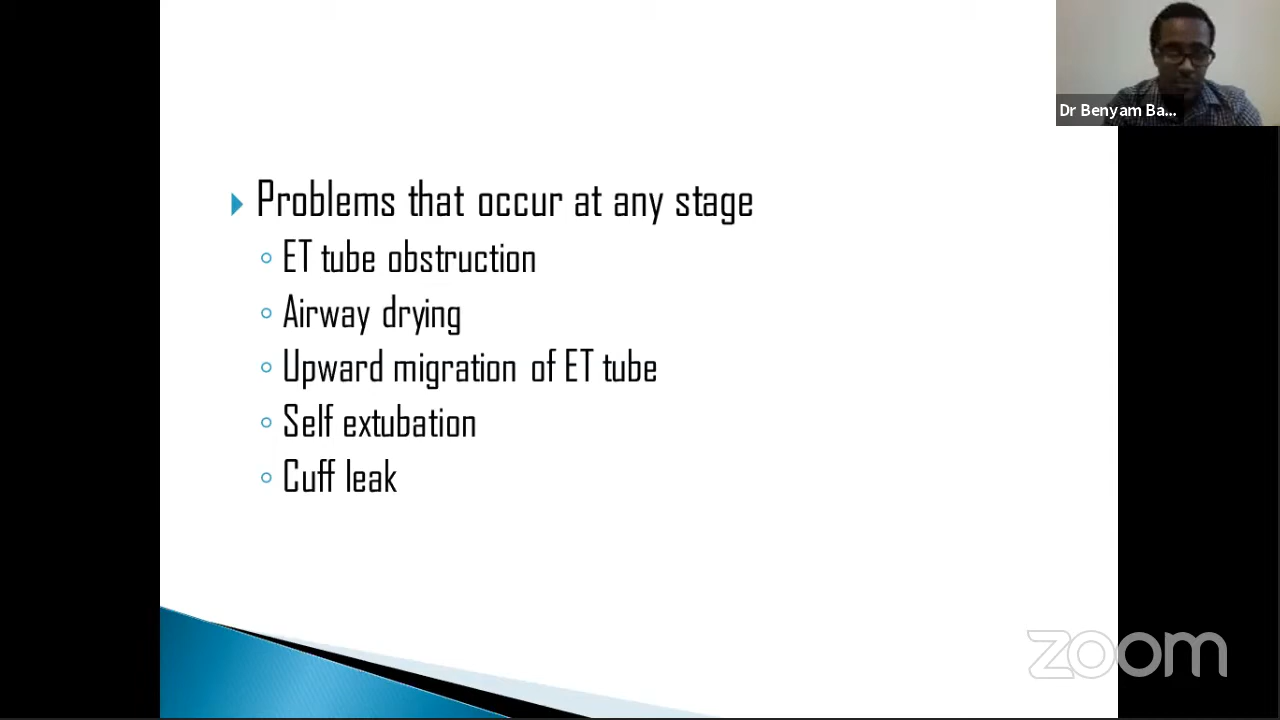 Dr Benyam Ba...
Problems that occur at any stage
ET tube obstruction
Airway drying
Upward migration of ET tube
Self extubation
Cuff leak
zoom